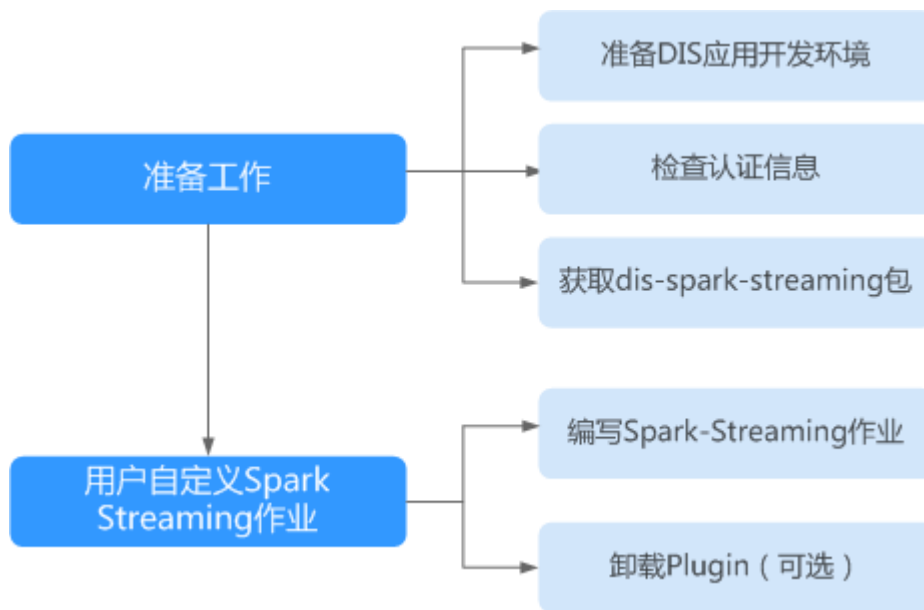 准备工作
准备DIS应用开发环境
检查认证信息
获取dis-spark-streaming包
用户自定义Spark
Streaming作业
编写Spark-Streaming作业
卸载Plugin（可选）